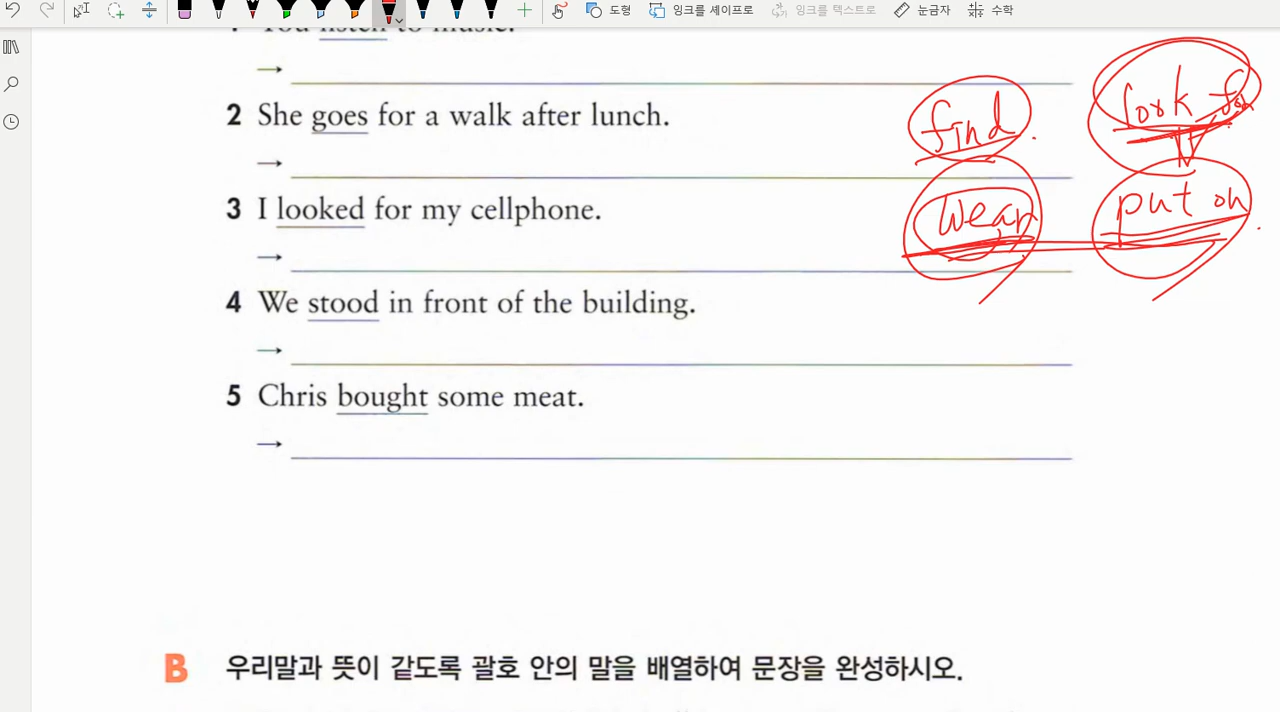 도형 잉크를 셰이프로 잉크를 텍스트로 눈금자 수학
You listen to music.
→
2 She goes for a walk after lunch.
→
3 I looked for my cellphone.
→
4 We stood in front of the building.
→
5 Chris bought some meat.
→
find. look for
wear put on.
B 우리말과 뜻이 같도록 괄호 안의 말을 배열하여 문장을 완성하시오.